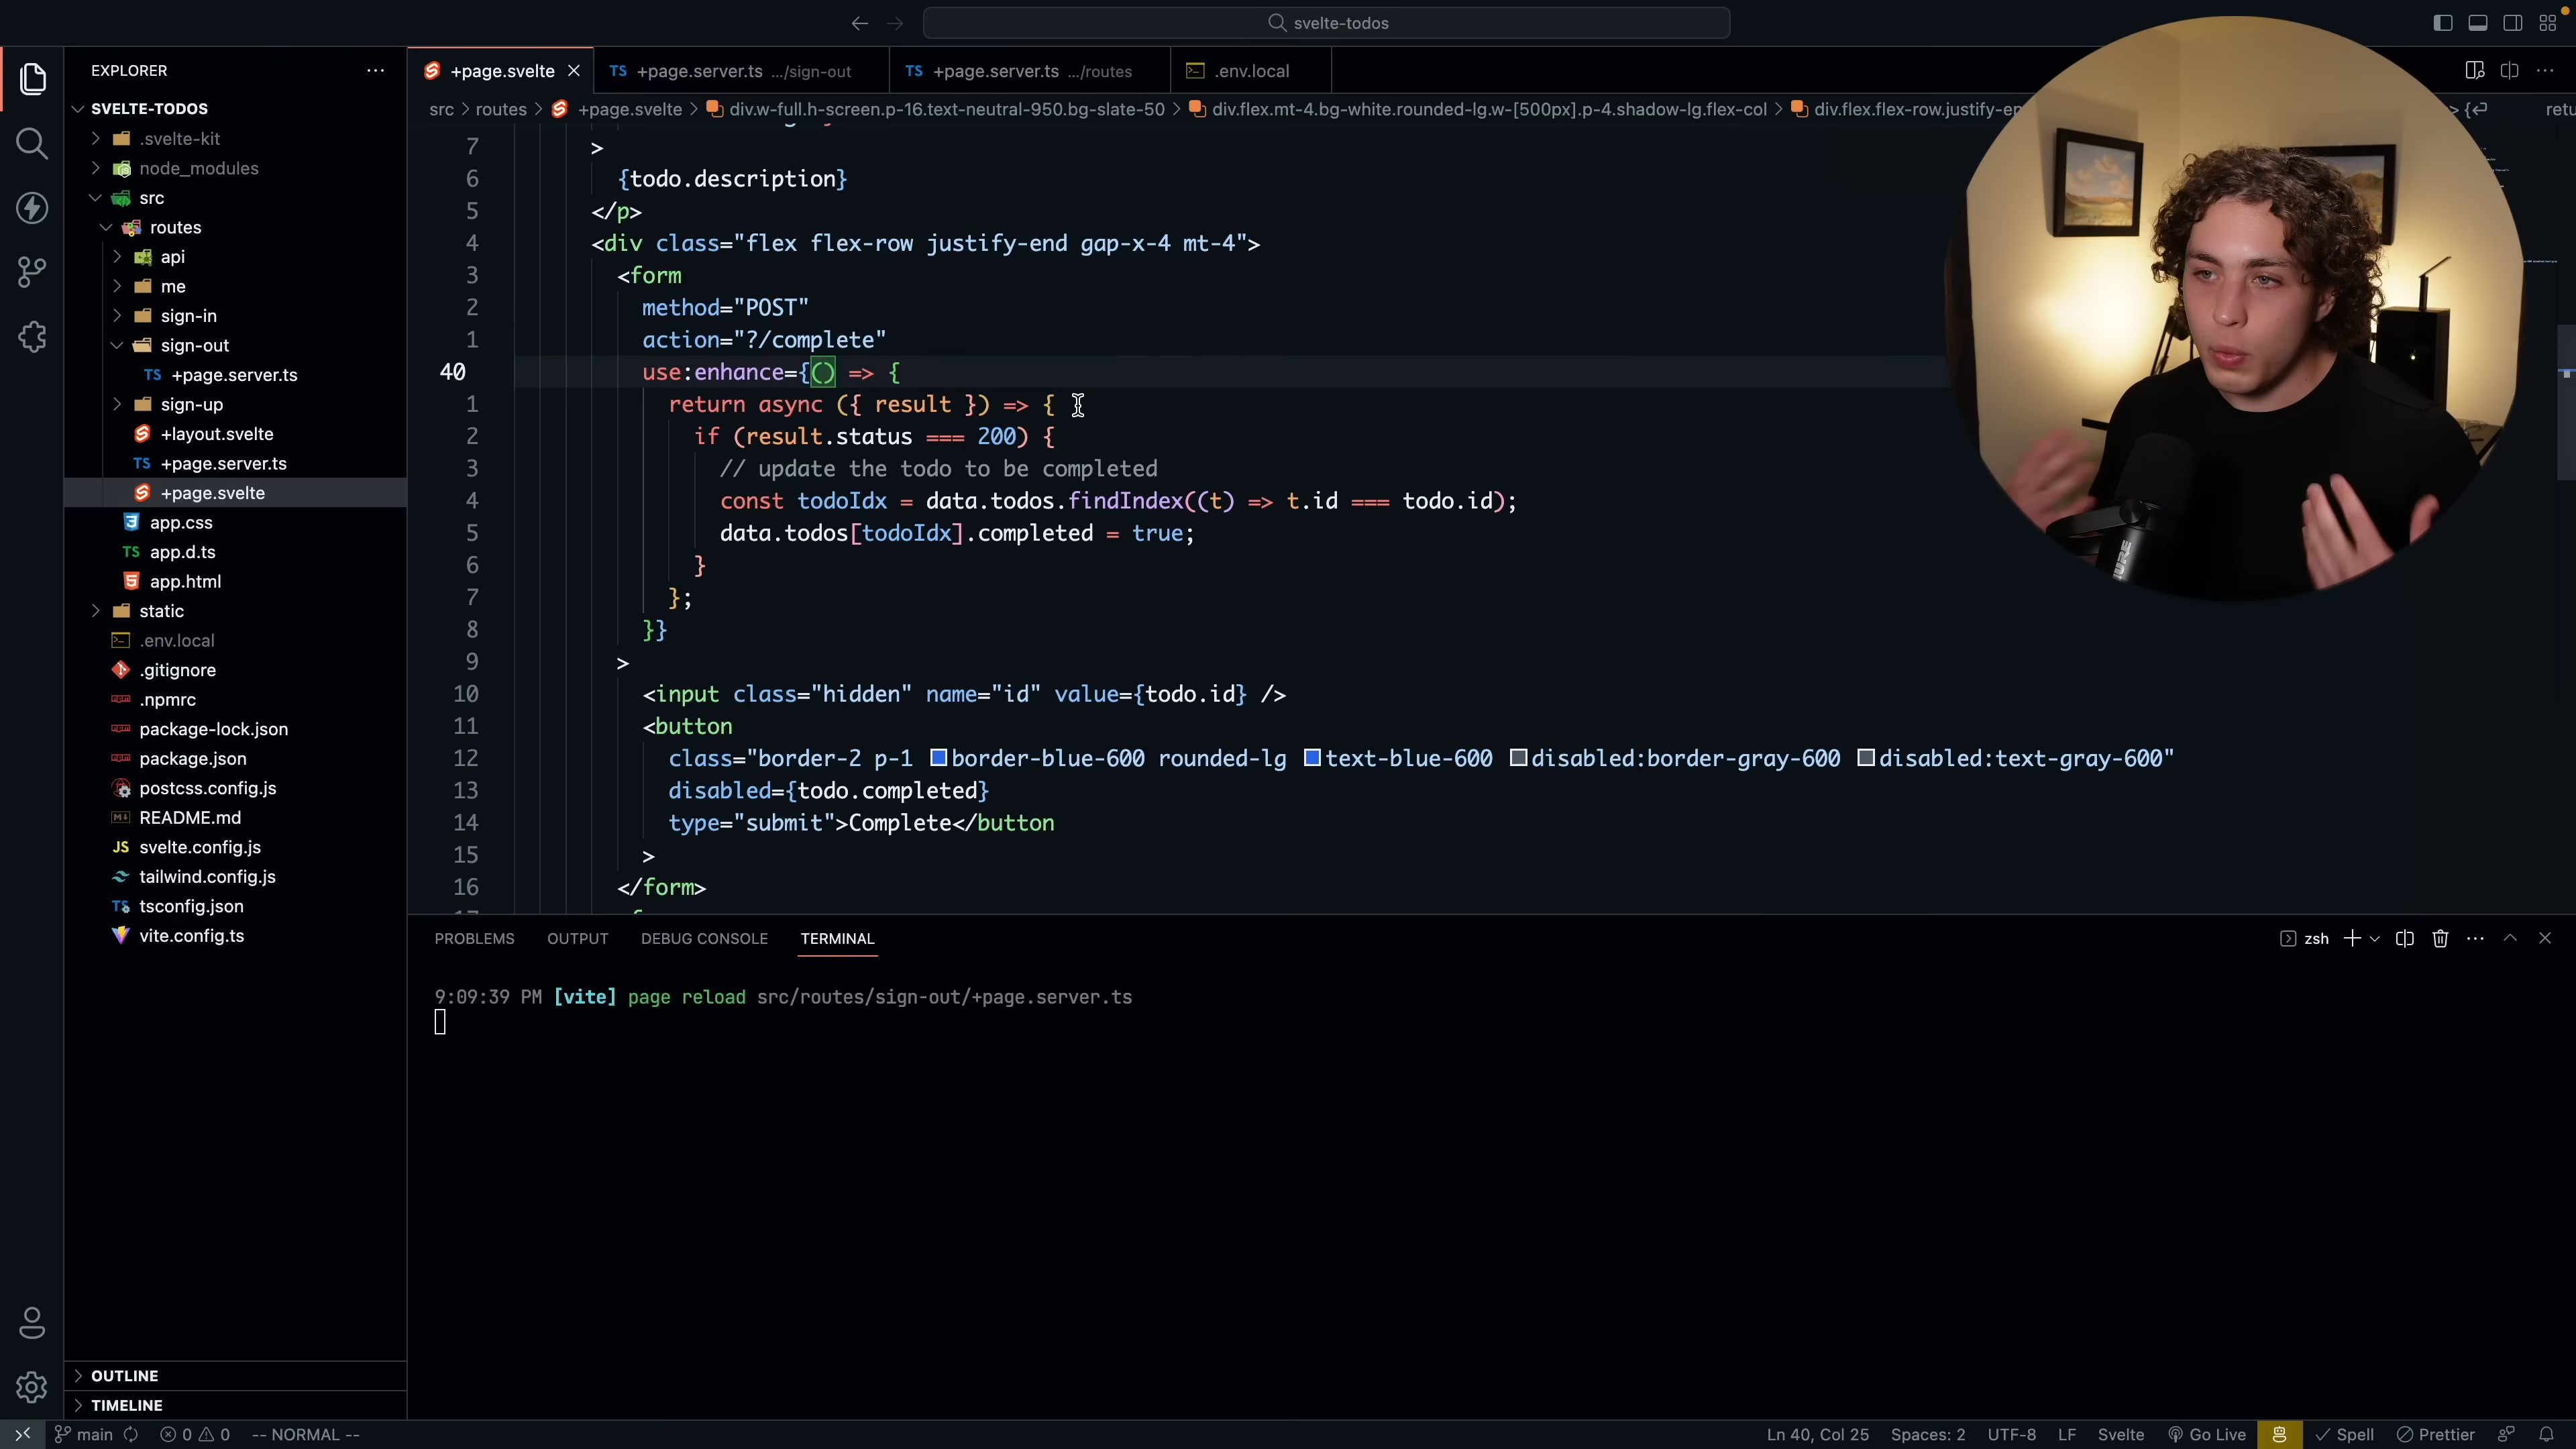 svelte-todos
EXPLORER
+page.svelte
+page.server.ts .../sign-out
+page.server.ts .../routes
.env.local
SVELTE-TODOS
src > routes > +page.svelte > div.w-full.h-screen.p-16.text-neutral-950.bg-slate-50 > div.flex.mt-4.bg-white.rounded-lg.w-[500px].p-4.shadow-lg.flex-col >
.svelte-kit
node_modules
src
routes
api
me
sign-in
sign-out
+page.server.ts
sign-up
+layout.svelte
+page.server.ts
+page.svelte
app.css
app.d.ts
app.html
static
.env.local
.gitignore
.npmrc
package-lock.json
package.json
postcss.config.js
README.md
svelte.config.js
tailwind.config.js
tsconfig.json
vite.config.ts
OUTLINE
TIMELINE
7 >
6 {todo.description}
5 </p>
4 <div class="flex flex-row justify-end gap-x-4 mt-4">
3 <form
2 method="POST"
1 action="?/complete"
40 use:enhance={() => {
1 return async ({ result }) => {
2 if (result.status === 200) {
3 // update the todo to be completed
4 const todoIdx = data.todos.findIndex((t) => t.id === todo.id);
5 data.todos[todoIdx].completed = true;
6 }
7 };
8 }}
9 >
10 <input class="hidden" name="id" value={todo.id} />
11 <button
12 class="border-2 p-1 border-blue-600 rounded-lg text-blue-600 disabled:border-gray-600 disabled:text-gray-600"
13 disabled={todo.completed}
14 type="submit">Complete</button
15 >
16 </form>
PROBLEMS OUTPUT DEBUG CONSOLE TERMINAL
zsh
9:09:39 PM [vite] page reload src/routes/sign-out/+page.server.ts
main 0 0 -- NORMAL --
Ln 40, Col 25 Spaces: 2 UTF-8 LF Svelte Go Live Spell Prettier